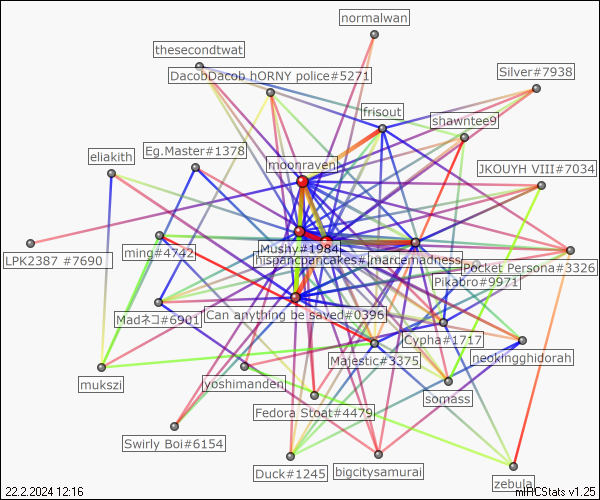 normalwan
thesecondtwat
DacobDacob hORNY police#5271
Silver#7938
frisout
shawntee9
Eg.Master#1378
eliakith
moonraven
JKOUYH VIII#7034
LPK2387 #7690
ming#4742
Mushy#1984
hispancpancakes#
marcemadness
Pocket Persona#3326
Pikabro#9971
Madネコ#6901
Can anything be saved#0396
Cypha#1717
Majestic#3375
neokingghidorah
mukszi
yoshimanden
somass
Fedora Stoat#4479
Swirly Boi#6154
Duck#1245
bigcitysamurai
zebula
22.2.2024 12:16
mIRCStats v1.25